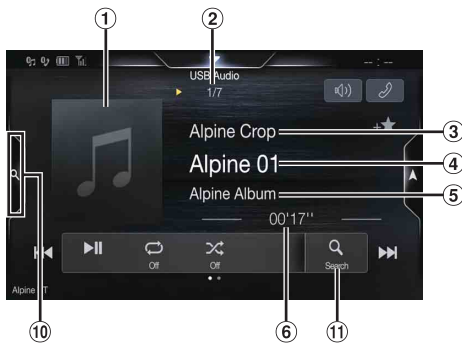 ① ②
USB Audio
-- : --
1/7
Alpine Crop ③
Alpine 01 ④
Alpine Album ⑤
00'17"
Off Off Search
Alpine
⑩ ⑥ ⑪